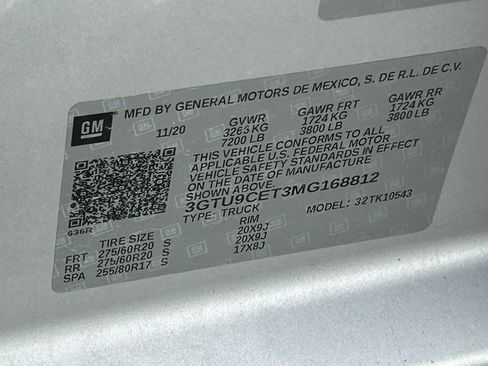 MFD BY GENERAL MOTORS DE MEXICO, S. DE R.L. DE C.V.
GM
11/20 GVWR GAWR FRT GAWR RR
3266 KG 1724 KG 1724 KG
7200 LB 3800 LB 3800 LB
THIS VEHICLE CONFORMS TO ALL
APPLICABLE U.S. FEDERAL MOTOR
VEHICLE SAFETY STANDARDS IN EFFECT
ON THE DATE OF MANUFACTURE
SHOWN ABOVE.
3GTU9CET3MG168812
TYPE: TRUCK MODEL: 32TK10543
636R
TIRE SIZE RIM
FRT 275/60R20 S 20X9J
RR 275/60R20 S 20X9J
SPA 255/80R17 S 17X8J